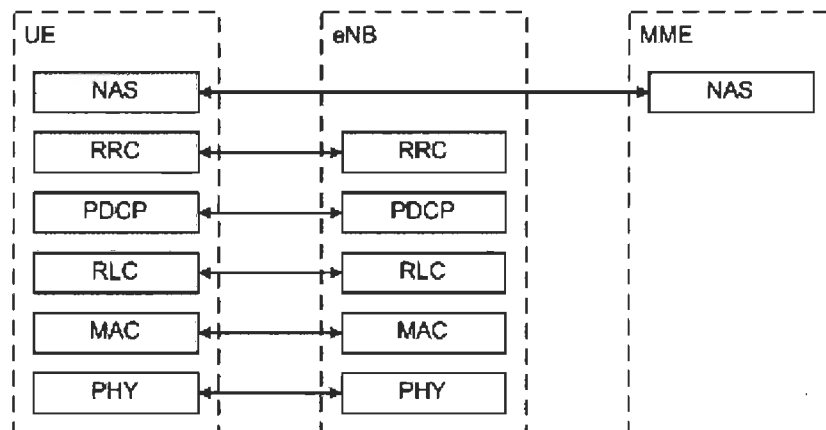 UE eNB MME
NAS NAS
RRC RRC
PDCP PDCP
RLC RLC
MAC MAC
PHY PHY